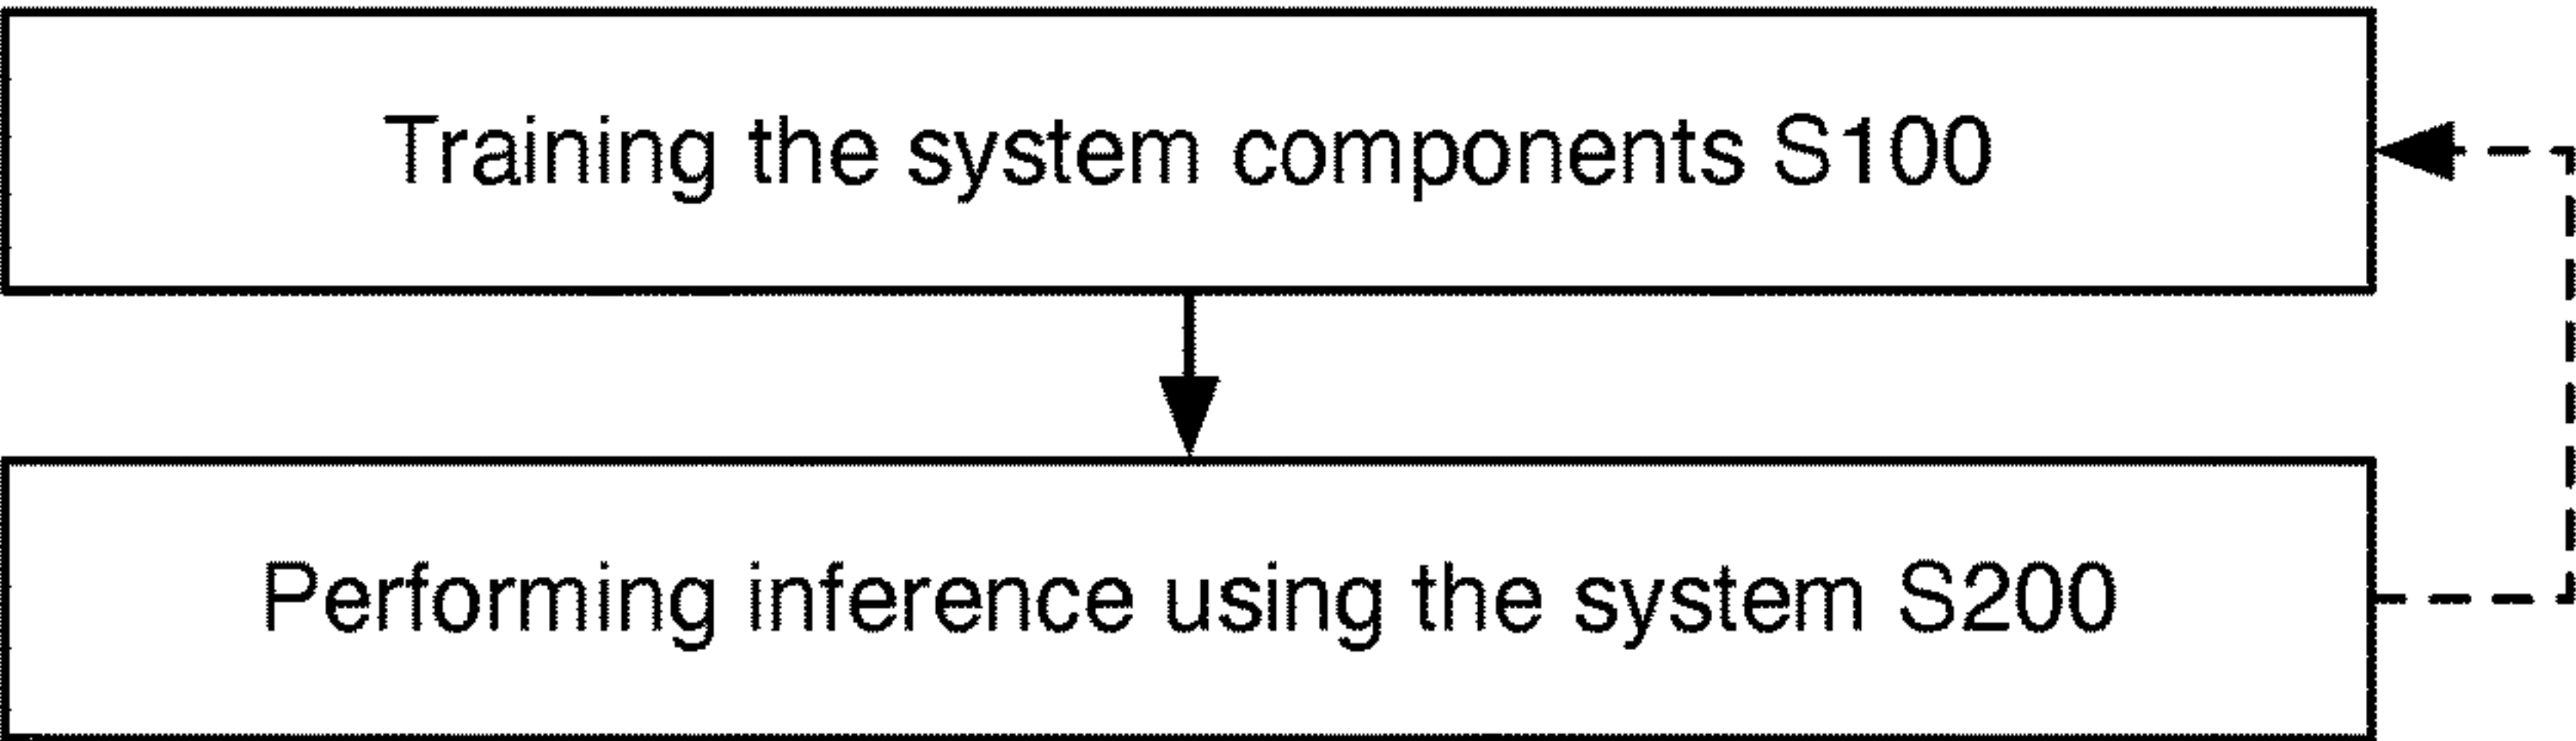 Training the system components S100
Performing inference using the system S200